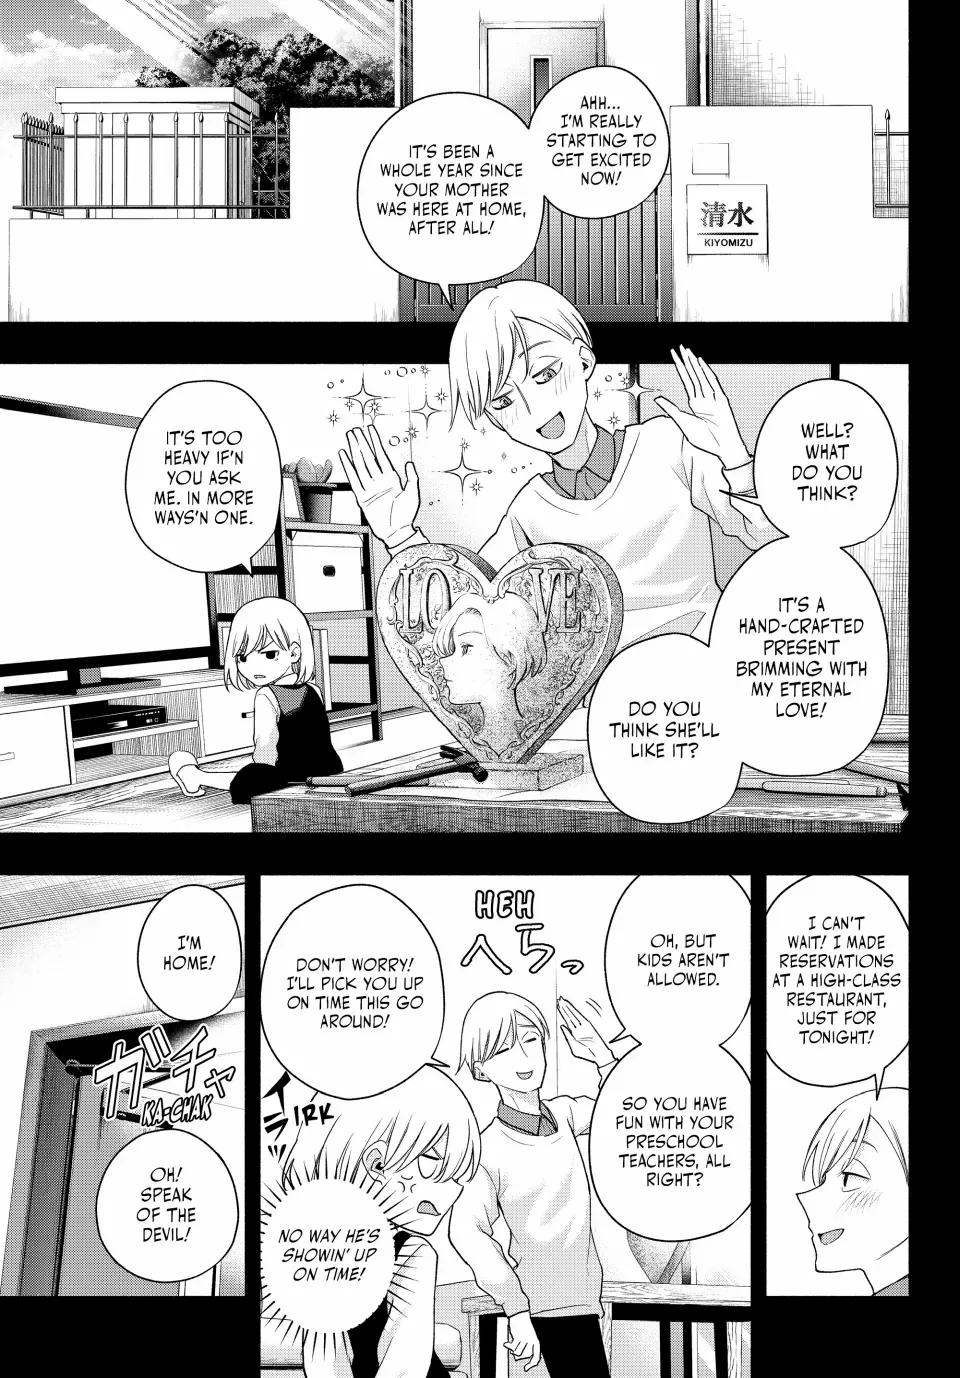 AHH...
I'M REALLY
STARTING TO
GET EXCITED
NOW!
IT'S BEEN A
WHOLE YEAR SINCE
YOUR MOTHER
WAS HERE AT HOME,
AFTER ALL!
清水
KIYOMIZU
WELL?
WHAT
DO YOU
THINK?
IT'S A
HAND-CRAFTED
PRESENT
BRIMMING WITH
MY ETERNAL
LOVE!
DO YOU
THINK SHE'LL
LIKE IT?
LOVE
IT'S TOO
HEAVY IF'N
YOU ASK
ME. IN MORE
WAYS'N ONE.
I CAN'T
WAIT! I MADE
RESERVATIONS
AT A HIGH-CLASS
RESTAURANT,
JUST FOR
TONIGHT!
OH, BUT
KIDS AREN'T
ALLOWED.
SO YOU HAVE
FUN WITH YOUR
PRESCHOOL
TEACHERS, ALL
RIGHT?
HEH
へらっ
DON'T WORRY!
I'LL PICK YOU UP
ON TIME THIS GO
AROUND!
イラッ
IRK
NO WAY HE'S
SHOWIN' UP
ON TIME!
I'M
HOME!
ガチャ
KA-CHAK
OH!
SPEAK
OF THE
DEVIL!